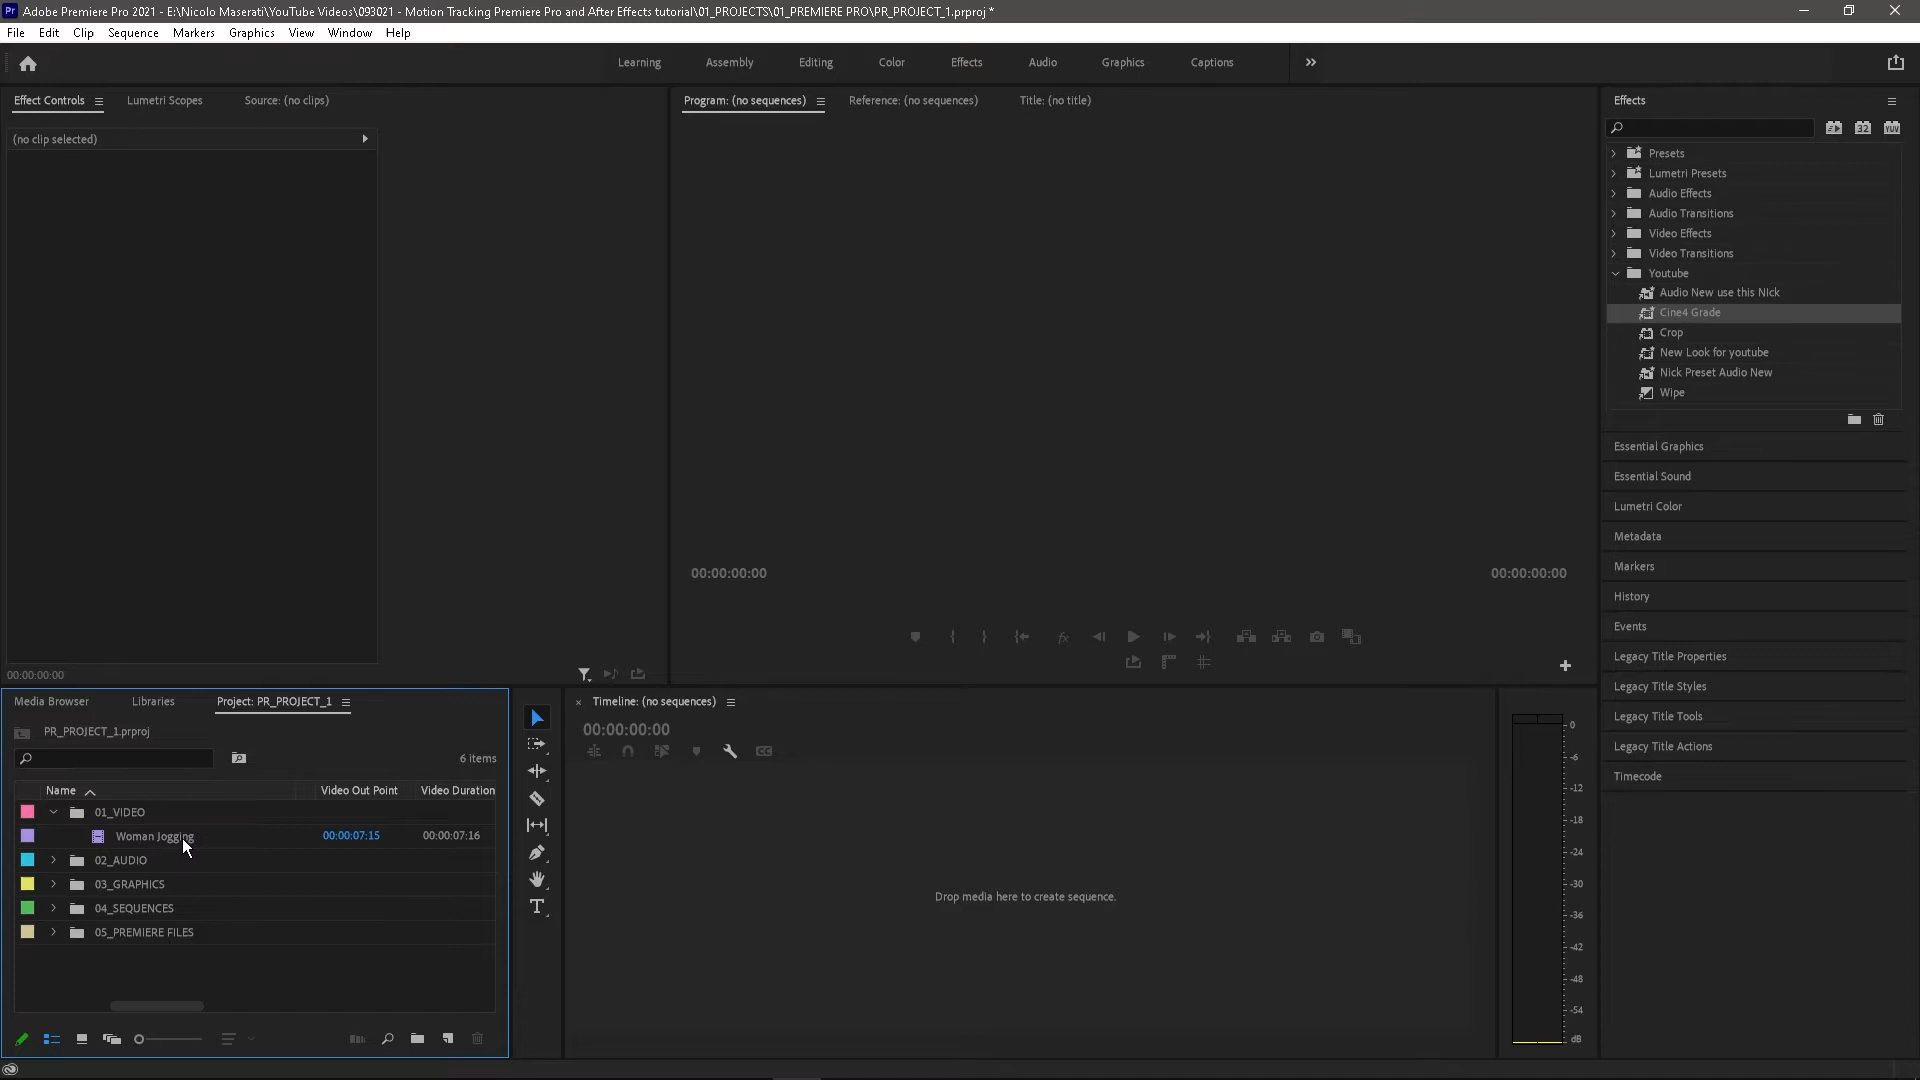 Pr Adobe Premiere Pro 2021 - E:\Nicolo Maserati\YouTube Videos\093021 - Motion Tracking Premiere Pro and After Effects tutorial\01_PROJECTS\01_PREMIERE PRO\PR_PROJECT_1.prproj *
File Edit Clip Sequence Markers Graphics View Window Help
Learning Assembly Editing Color Effects Audio Graphics Captions
Effect Controls Lumetri Scopes Source: (no clips)
(no clip selected)
00:00:00:00
Program: (no sequences) Reference: (no sequences) Title: (no title)
00:00:00:00 00:00:00:00
fx
Effects
32 YUV
Presets
Lumetri Presets
Audio Effects
Audio Transitions
Video Effects
Video Transitions
Youtube
Audio New use this NIck
Cine4 Grade
Crop
New Look for youtube
Nick Preset Audio New
Wipe
Essential Graphics
Essential Sound
Lumetri Color
Metadata
Markers
History
Events
Legacy Title Properties
Legacy Title Styles
Legacy Title Tools
Legacy Title Actions
Timecode
Media Browser Libraries Project: PR_PROJECT_1
PR_PROJECT_1.prproj
6 items
Name Video Out Point Video Duration
01_VIDEO
Woman Jogging 00:00:07:15 00:00:07:16
02_AUDIO
03_GRAPHICS
04_SEQUENCES
05_PREMIERE FILES
T
Timeline: (no sequences)
00:00:00:00
CC
Drop media here to create sequence.
0
-6
-12
-18
-24
-30
-36
-42
-48
-54
dB